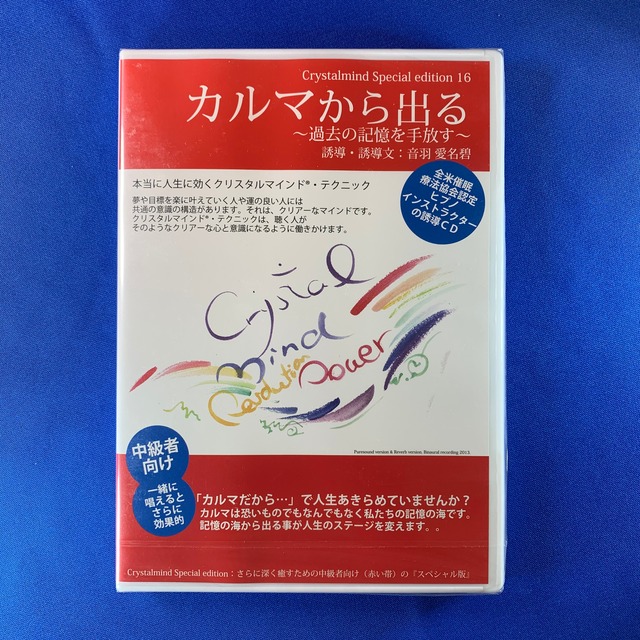 Crystalmind Special edition 16
カルマから出る
～過去の記憶を手放す～
誘導・誘導文：音羽 愛名碧
本当に人生に効くクリスタルマインド®・テクニック
夢や目標を楽に叶えていく人や運の良い人には
共通の意識の構造があります。それは、クリアーなマインドです。
クリスタルマインド®・テクニックは、聴く人が
そのようなクリアーな心と意識になるように働きかけます。
全米催眠
療法協会認定
ヒプノ
インストラクター
の誘導CD
Crystal
mind
Revolution
Power
v.2
Puresound version & Reverb version, Binaural recording 2013.
中級者
向け
一緒に
唱えると
さらに
効果的
「カルマだから…」で人生あきらめていませんか？
カルマは恐いものでもなんでもなく私たちの記憶の海です。
記憶の海から出る事が人生のステージを変えます。。
Crystalmind Special edition：さらに深く癒すための中級者向け（赤い帯）の『スペシャル版』